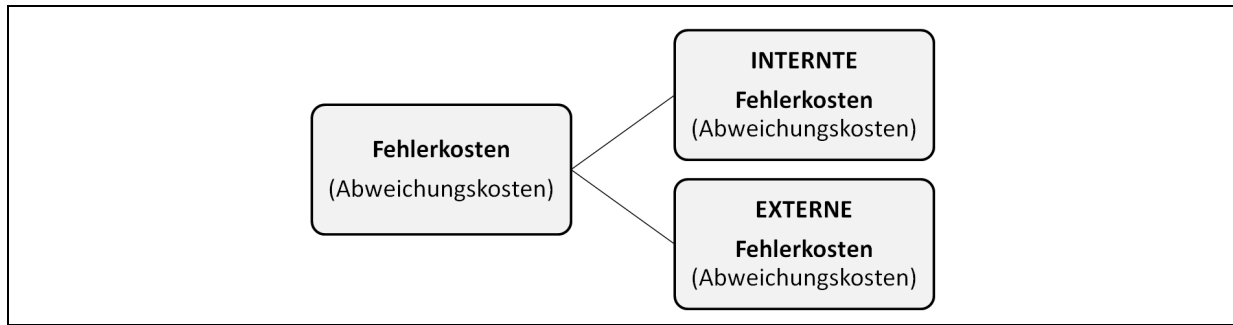 Fehlerkosten
(Abweichungskosten)
INTERNTE
Fehlerkosten
(Abweichungskosten)
EXTERNE
Fehlerkosten
(Abweichungskosten)